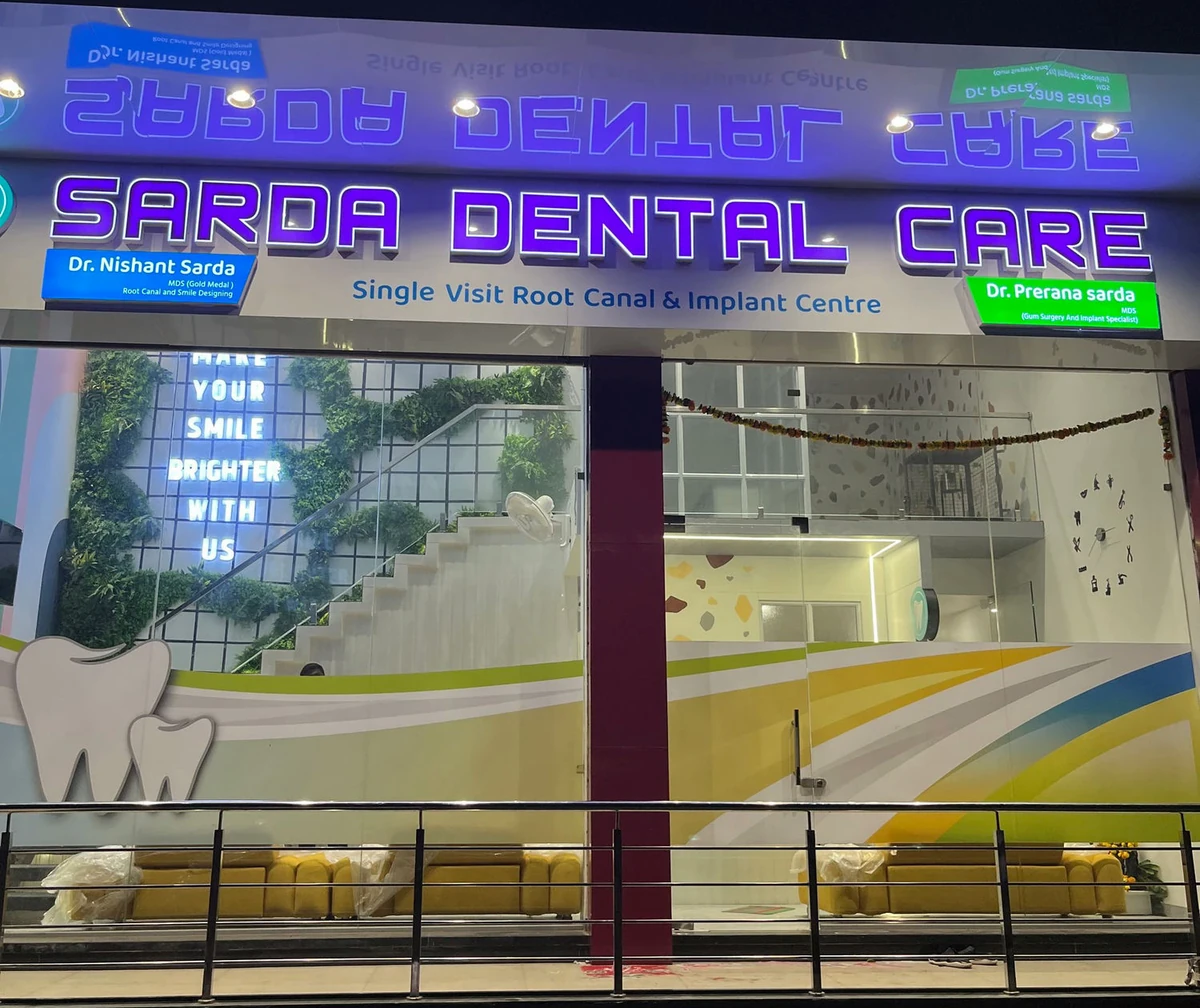 SARDA DENTAL CARE
Dr. Nishant Sarda
MDS (Gold Medal )
Root Canal and Smile Designing
Single Visit Root Canal & Implant Centre
Dr. Prerana sarda
MDS
(Gum Surgery And Implant Specialist)
MAKE
YOUR
SMILE
BRIGHTER
WITH
US